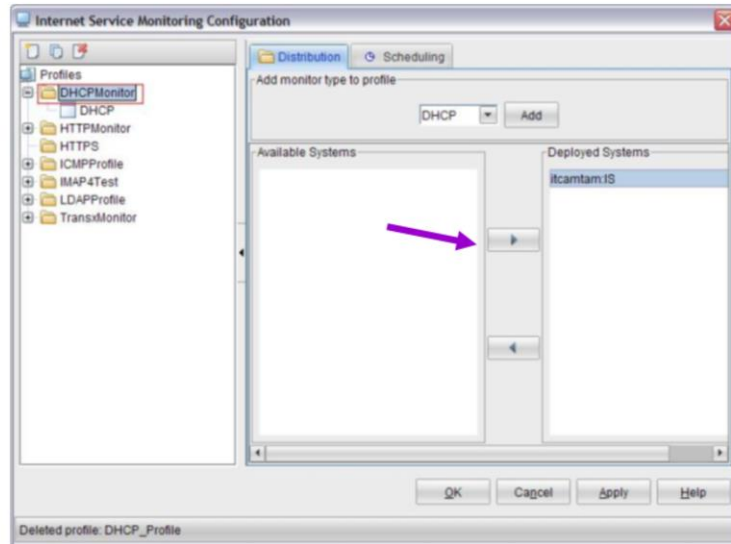 Internet Service Monitoring Configuration
Profiles
DHCPMonitor
DHCP
HTTPMonitor
HTTPS
ICMPProfile
IMAP4Test
LDAPProfile
TransxMonitor
Distribution
Scheduling
Add monitor type to profile
DHCP
Add
Available Systems
Deployed Systems
itcamtam:IS
OK
Cancel
Apply
Help
Deleted profile: DHCP_Profile